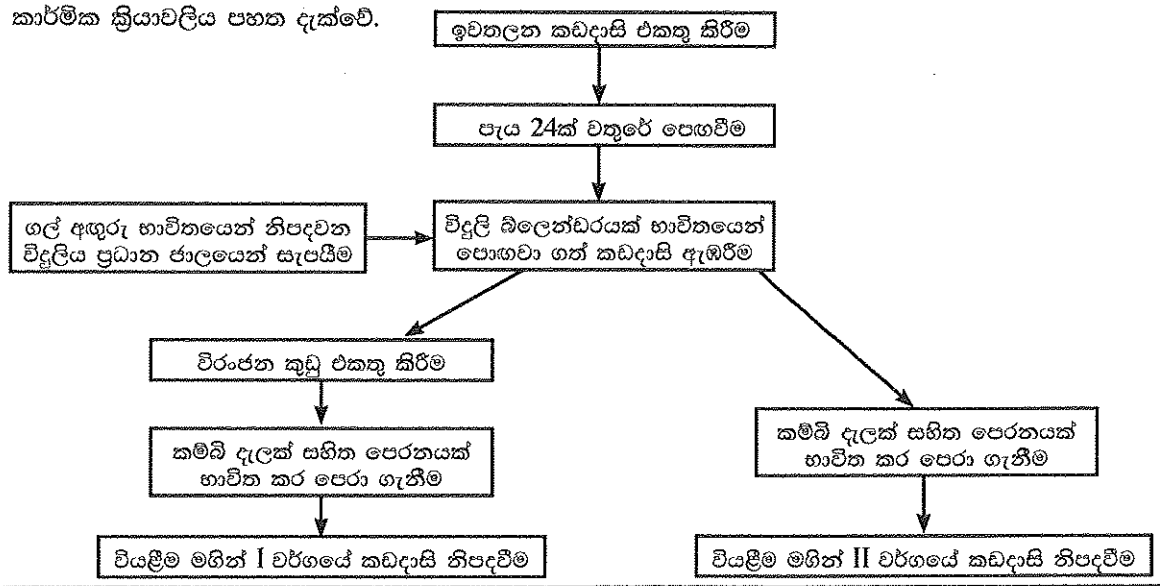 කාර්මික ක්‍රියාවලිය පහත දැක්වේ.
ඉවතලන කඩදාසි එකතු කිරීම
පැය 24ක් වතුරේ පෙඟවීම
ගල් අඟුරු භාවිතයෙන් නිපදවන
විදුලිය ප්‍රධාන ජාලයෙන් සැපයීම
විදුලි බ්ලෙන්ඩරයක් භාවිතයෙන්
පොඟවා ගත් කඩදාසි ඇඹරීම
විරංජන කුඩු එකතු කිරීම
කම්බි දැලක් සහිත පෙරනයක්
භාවිත කර පෙරා ගැනීම
කම්බි දැලක් සහිත පෙරනයක්
භාවිත කර පෙරා ගැනීම
වියළීම මගින් I වර්ගයේ කඩදාසි නිපදවීම
වියළීම මගින් II වර්ගයේ කඩදාසි නිපදවීම